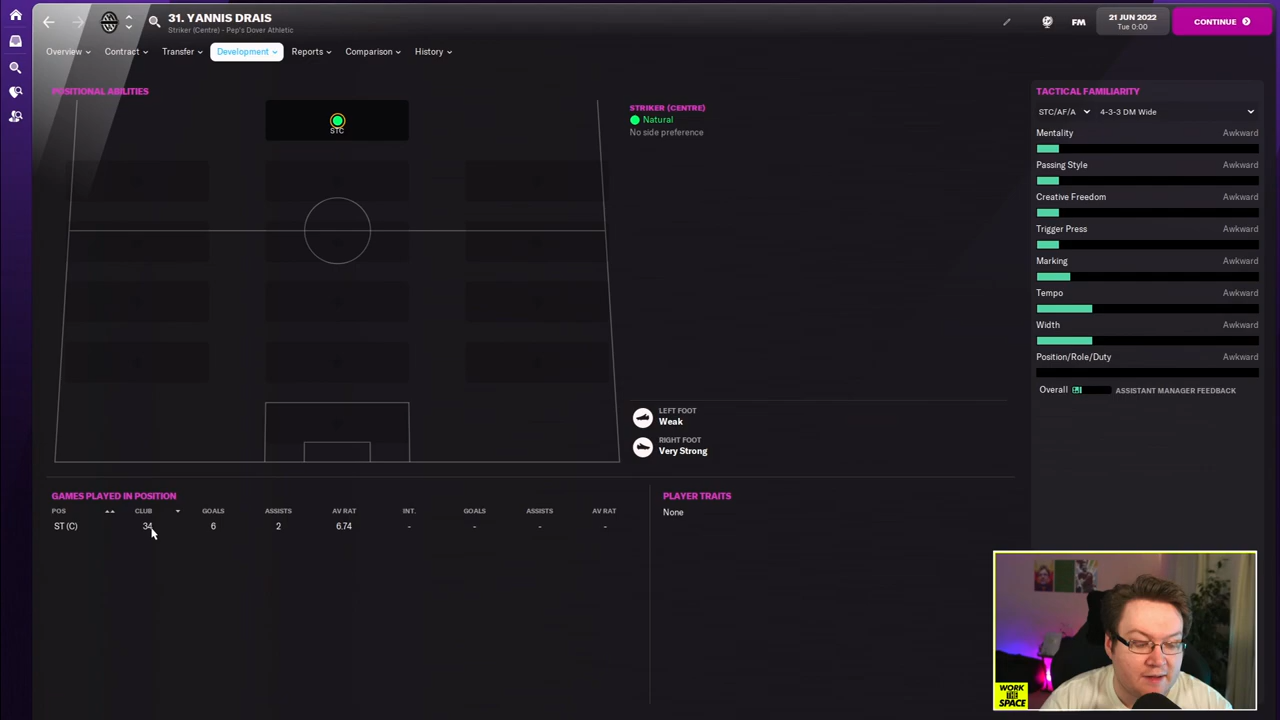 31. YANNIS DRAIS
Striker (Centre) - Pep's Dover Athletic
FM
21 JUN 2022
Tue 0:00
CONTINUE
Overview
Contract
Transfer
Development
Reports
Comparison
History
POSITIONAL ABILITIES
STC
STRIKER (CENTRE)
Natural
No side preference
LEFT FOOT
Weak
RIGHT FOOT
Very Strong
TACTICAL FAMILIARITY
STC/AF/A 4-3-3 DM Wide
Mentality Awkward
Passing Style Awkward
Creative Freedom Awkward
Trigger Press Awkward
Marking Awkward
Tempo Awkward
Width Awkward
Position/Role/Duty Awkward
Overall ASSISTANT MANAGER FEEDBACK
GAMES PLAYED IN POSITION
POS CLUB GOALS ASSISTS AV RAT INT. GOALS ASSISTS AV RAT
ST (C) 34 6 2 6.74 - - - -
PLAYER TRAITS
None
WORK
THE
SPACE